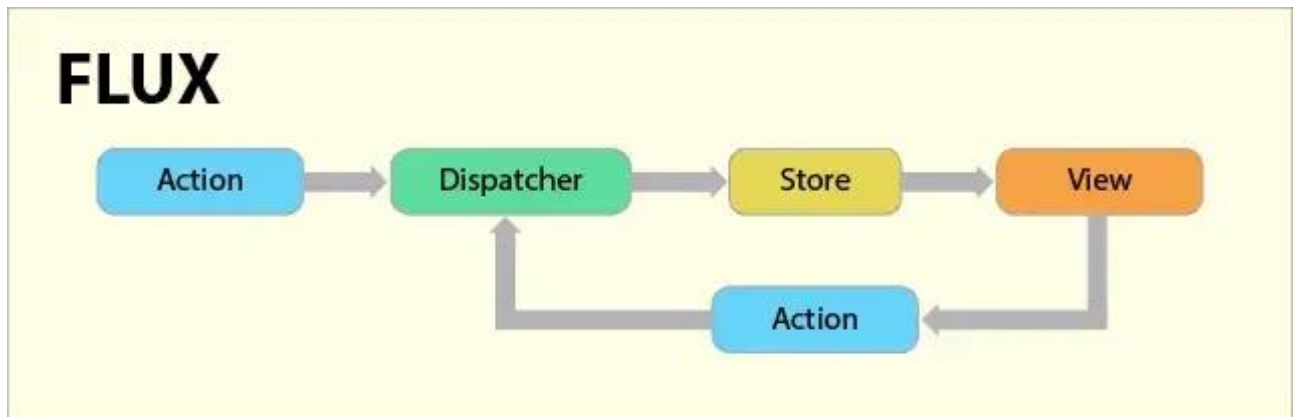 FLUX
Action
Dispatcher
Store
View
Action